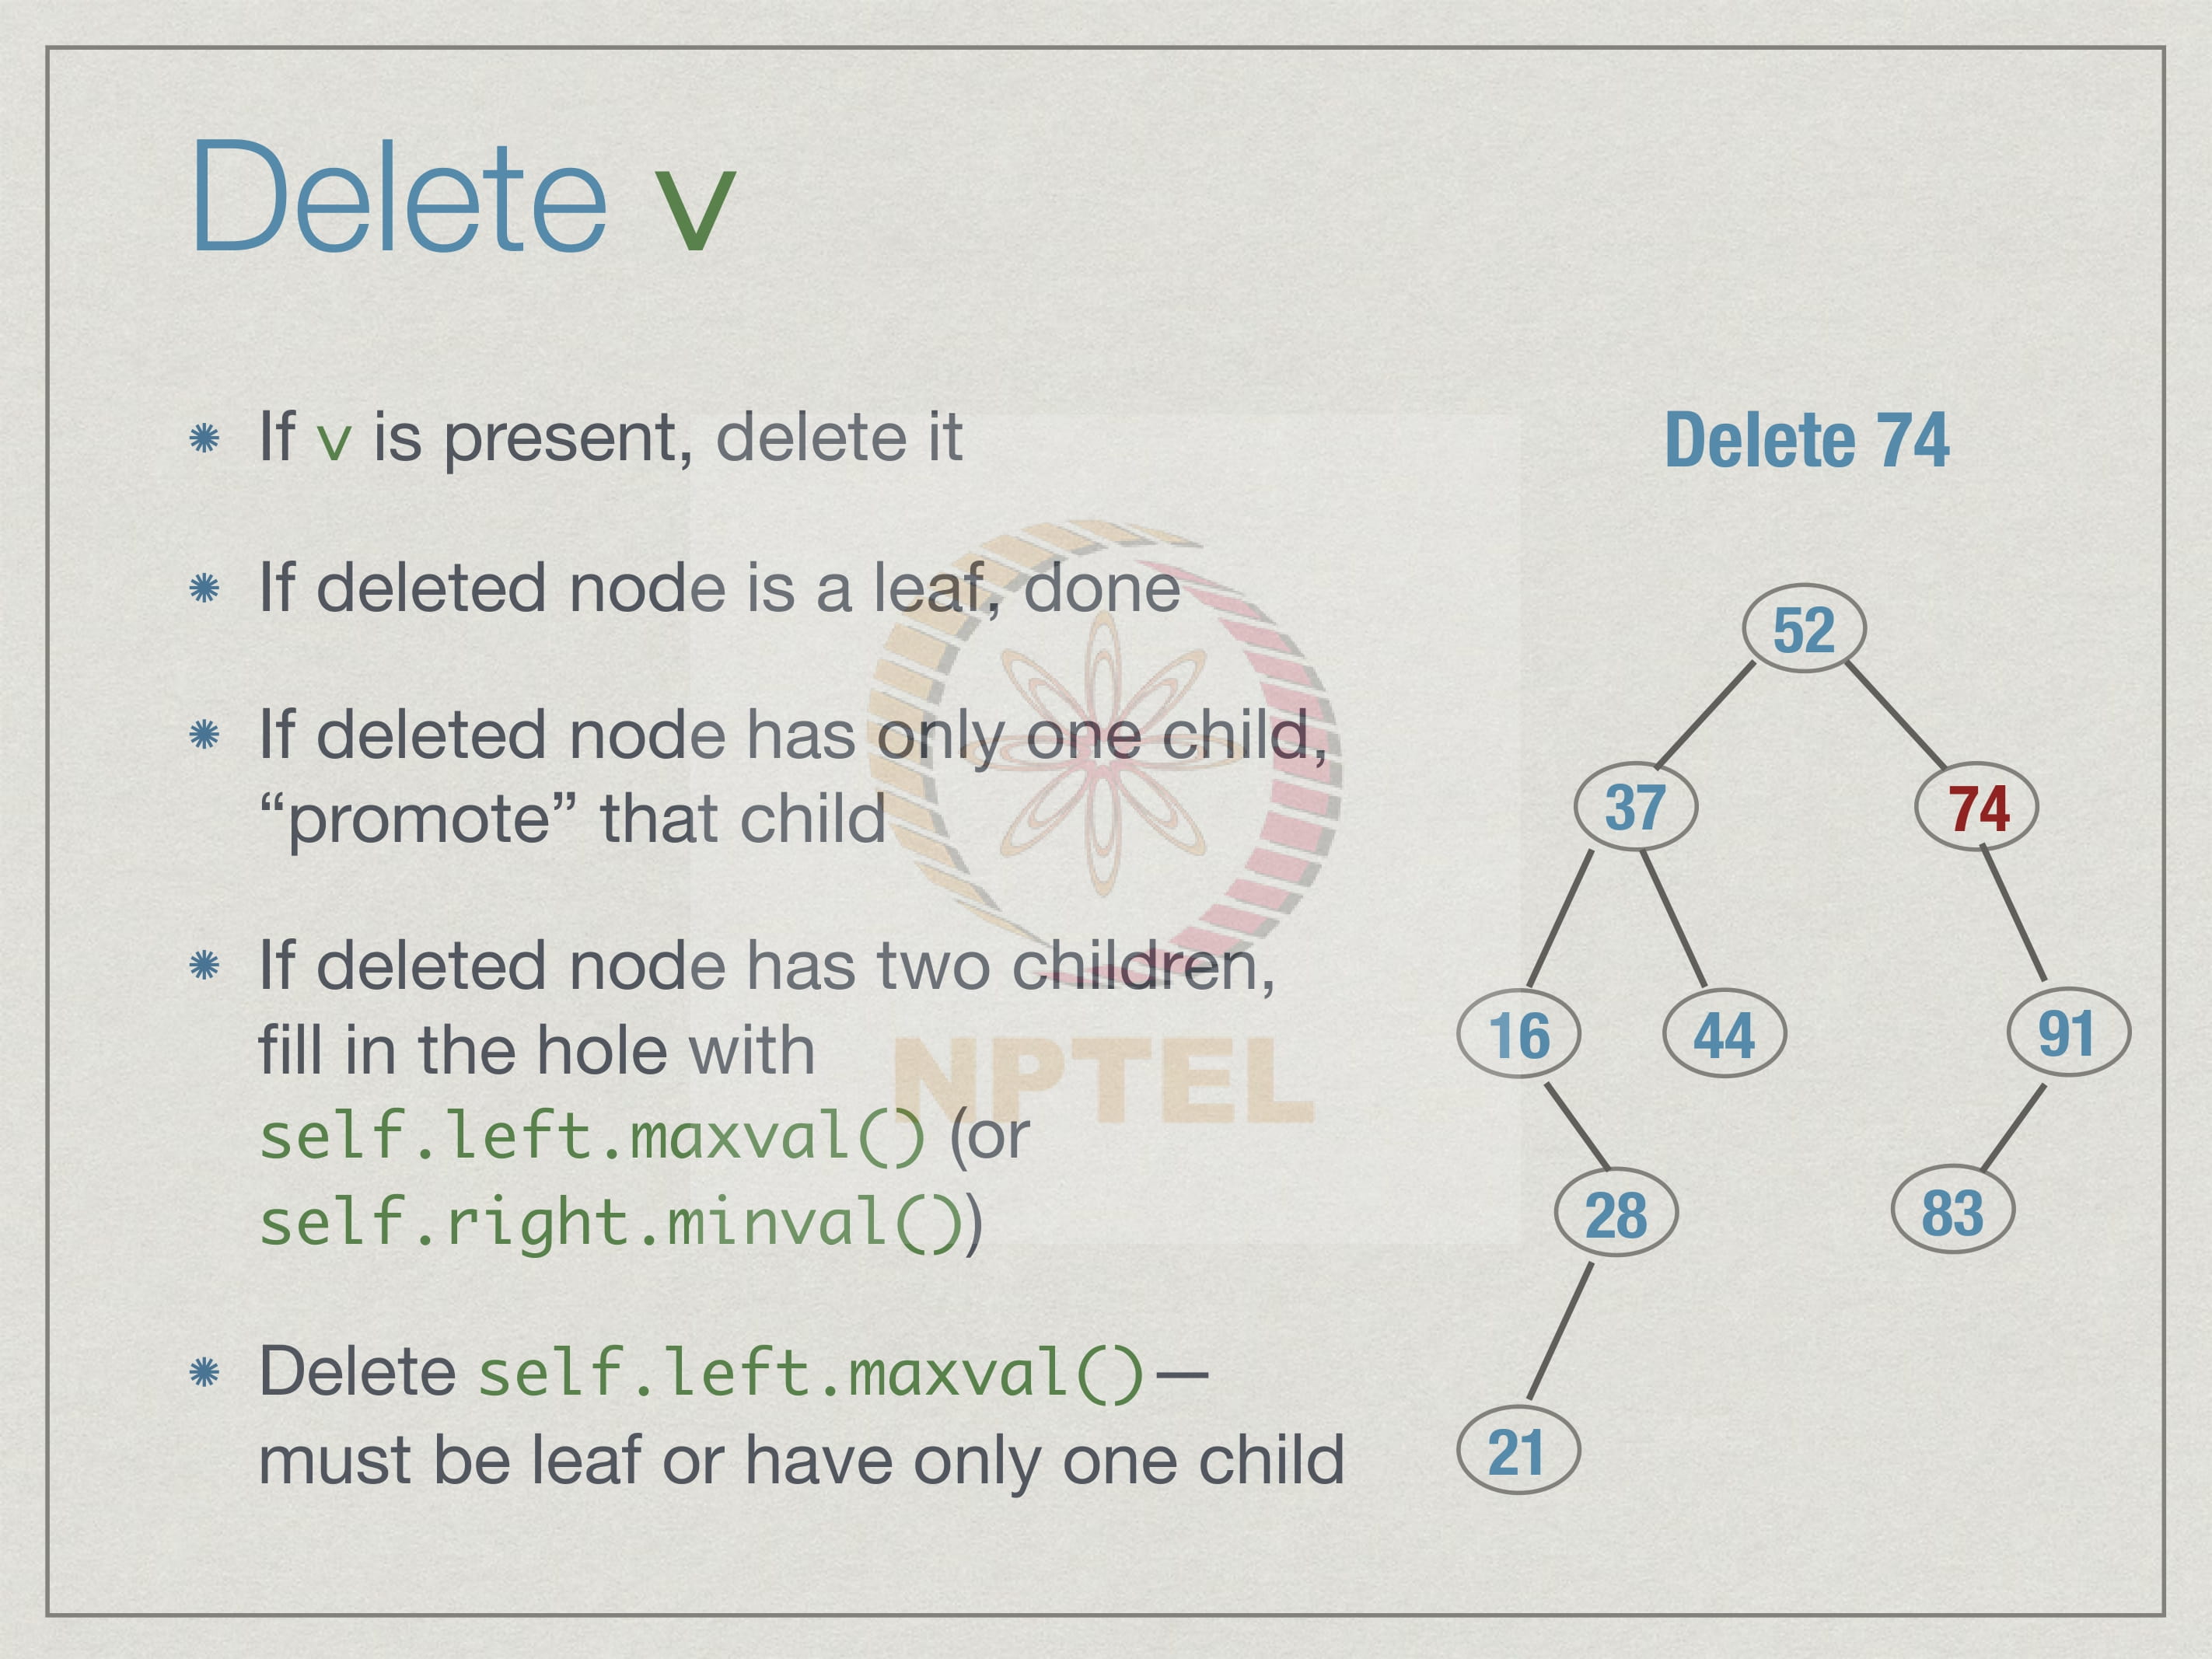 Delete v
If v is present, delete it
If deleted node is a leaf, done
If deleted node has only one child,
“promote” that child
If deleted node has two children,
fill in the hole with
self.left.maxval() (or
self.right.minval())
Delete self.left.maxval()—
must be leaf or have only one child
Delete 74
52
37
74
16
44
91
28
83
21
NPTEL